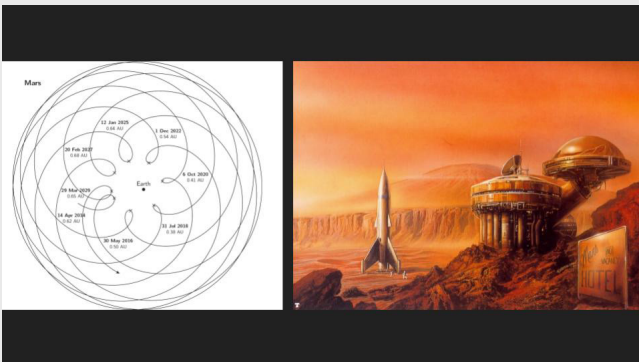 Mars
12 Jan 2025
0.64 AU
1 Dec 2022
0.54 AU
20 Feb 2027
0.68 AU
6 Oct 2020
0.41 AU
Earth
29 Mar 2029
0.65 AU
14 Apr 2014
0.62 AU
31 Jul 2018
0.38 AU
30 May 2016
0.50 AU